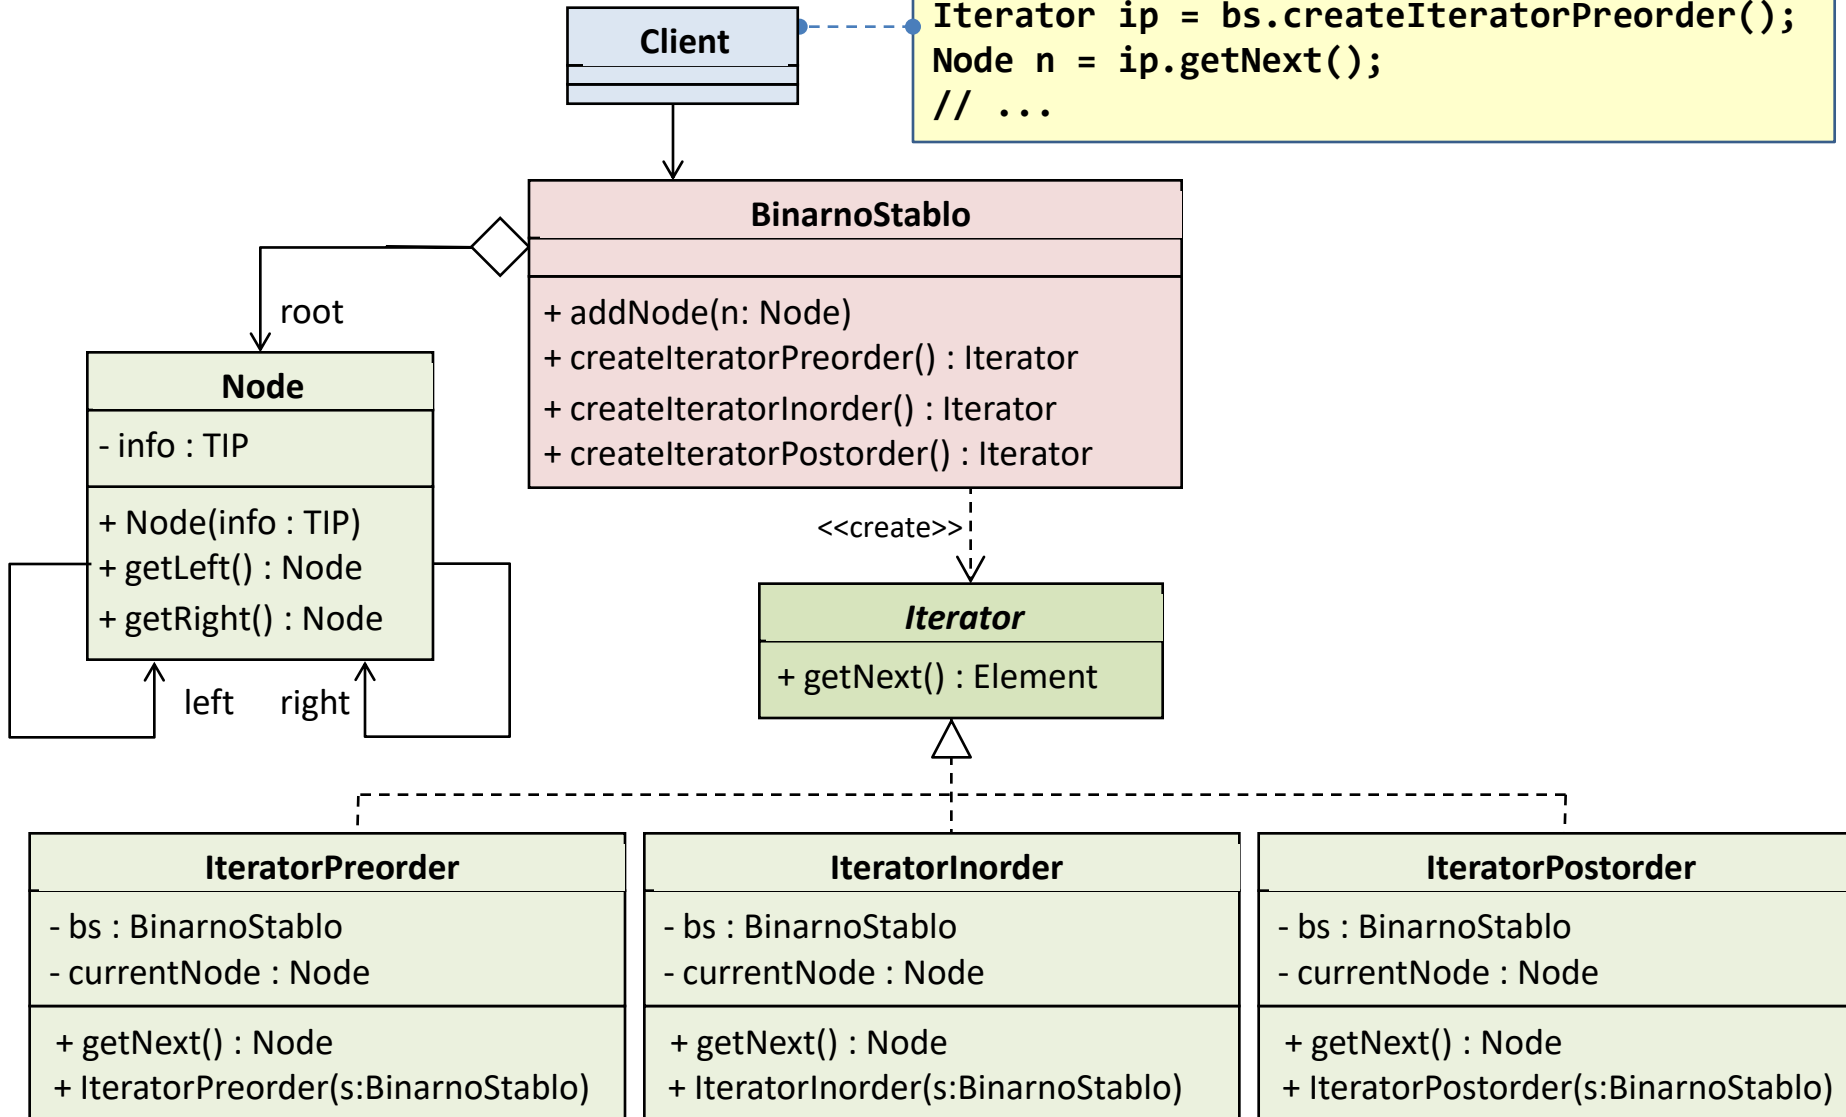 Client
Iterator ip = bs.createIteratorPreorder();
Node n = ip.getNext();
// ...
BinarnoStablo
+ addNode(n: Node)
+ createIteratorPreorder() : Iterator
+ createIteratorInorder() : Iterator
+ createIteratorPostorder() : Iterator
root
Node
- info : TIP
+ Node(info : TIP)
+ getLeft() : Node
+ getRight() : Node
left right
<<create>>
Iterator
+ getNext() : Element
IteratorPreorder
- bs : BinarnoStablo
- currentNode : Node
+ getNext() : Node
+ IteratorPreorder(s:BinarnoStablo)
IteratorInorder
- bs : BinarnoStablo
- currentNode : Node
+ getNext() : Node
+ IteratorInorder(s:BinarnoStablo)
IteratorPostorder
- bs : BinarnoStablo
- currentNode : Node
+ getNext() : Node
+ IteratorPostorder(s:BinarnoStablo)